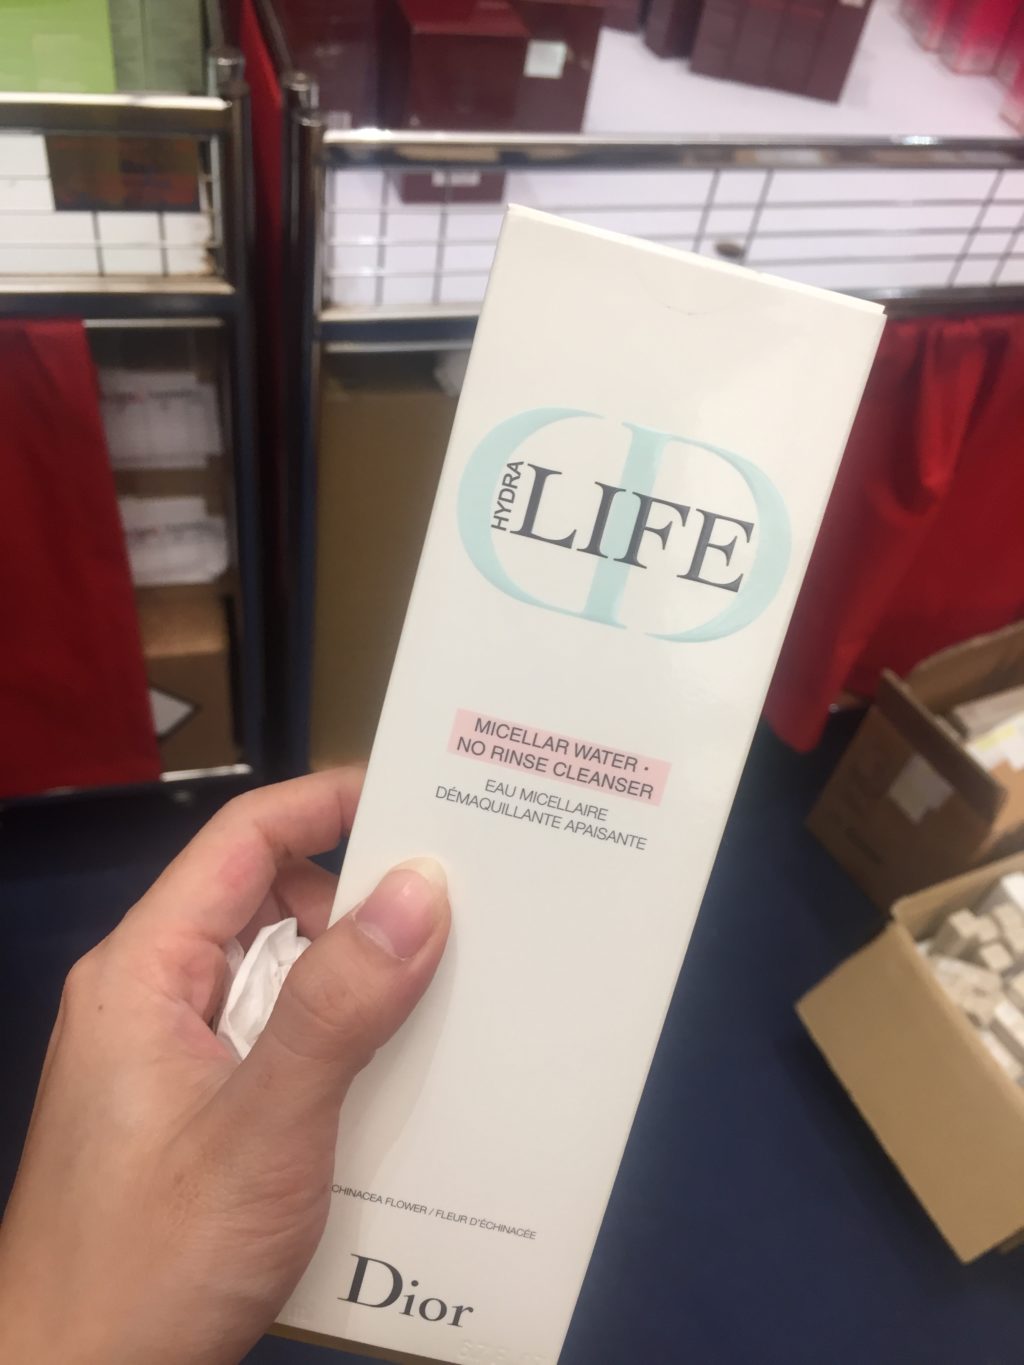 HYDRA
LIFE
MICELLAR WATER •
NO RINSE CLEANSER
EAU MICELLAIRE
DÉMAQUILLANTE APAISANTE
CHINACEA FLOWER / FLEUR D'ÉCHINACÉE
Dior